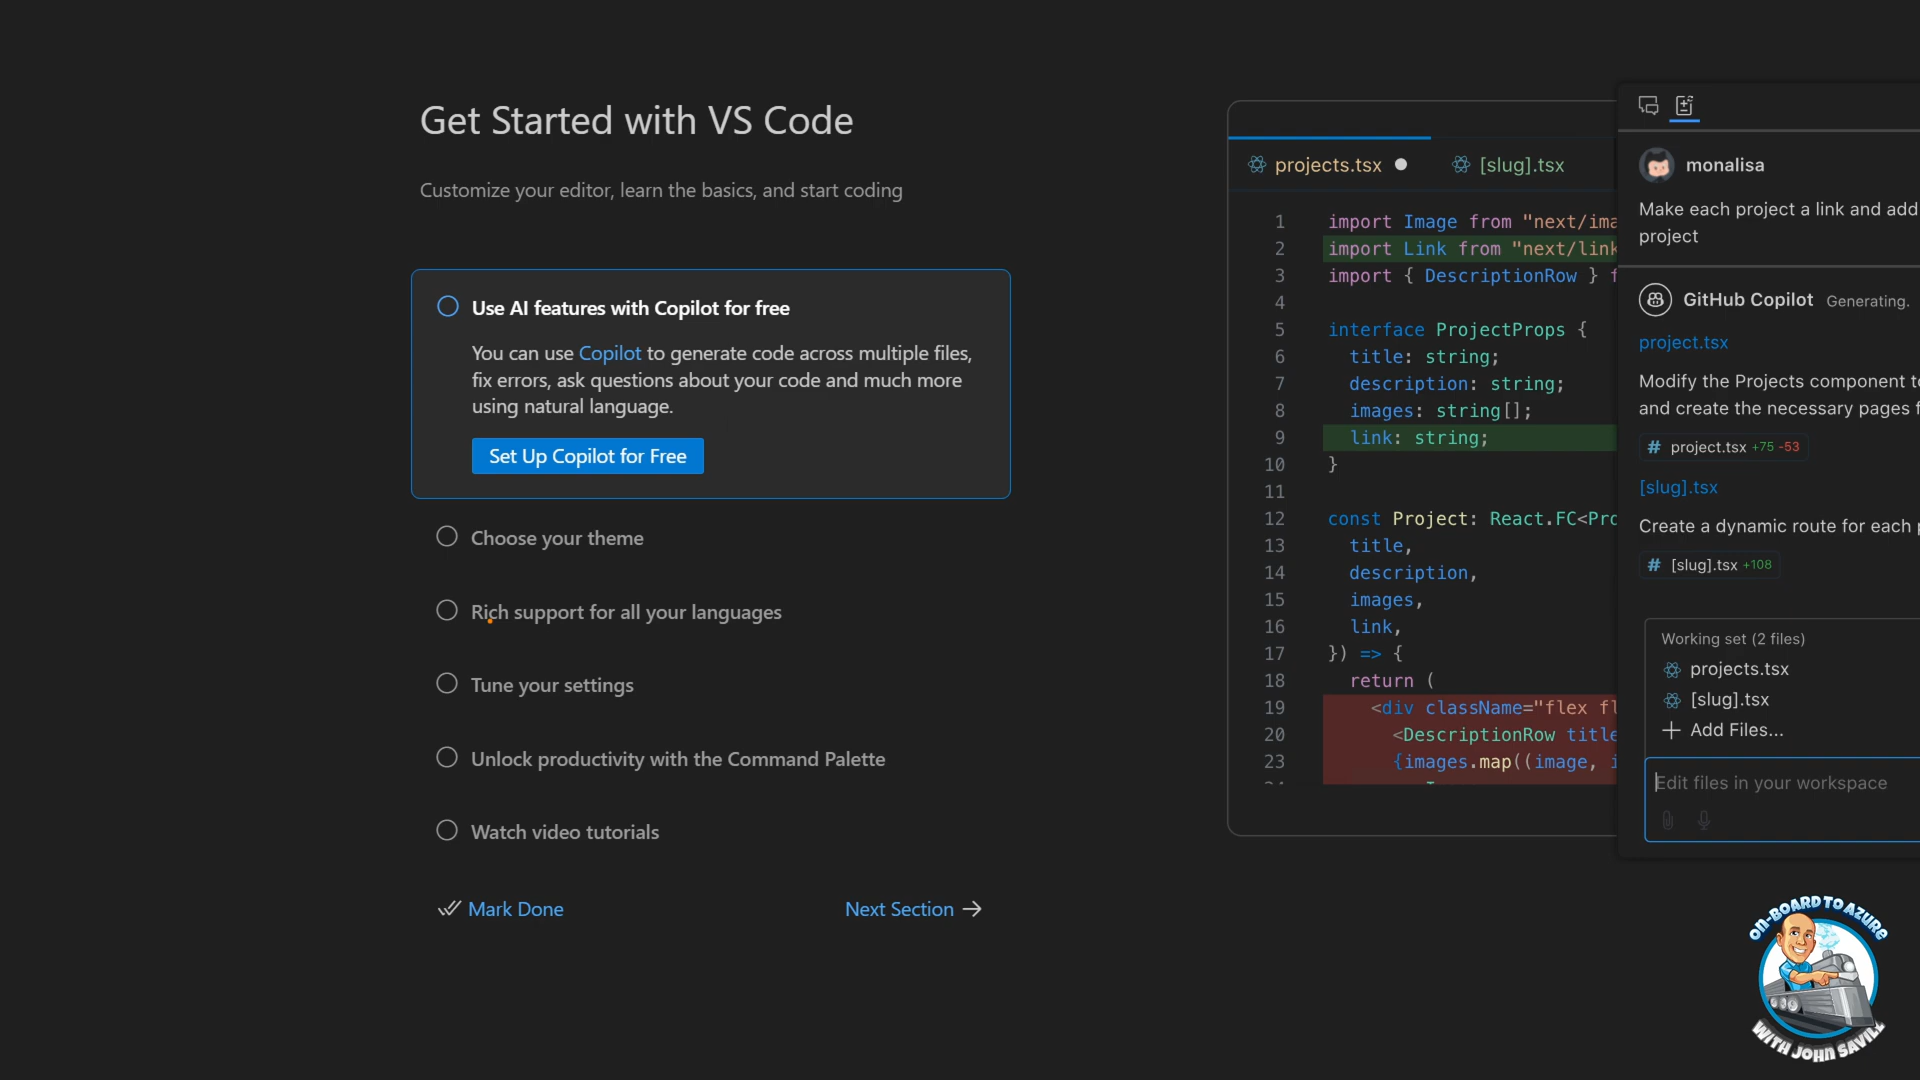 Get Started with VS Code
Customize your editor, learn the basics, and start coding
Use AI features with Copilot for free
You can use Copilot to generate code across multiple files,
fix errors, ask questions about your code and much more
using natural language.
Set Up Copilot for Free
Choose your theme
Rich support for all your languages
Tune your settings
Unlock productivity with the Command Palette
Watch video tutorials
Mark Done
Next Section
projects.tsx
[slug].tsx
1 import Image from "next/ima
2 import Link from "next/link
3 import { DescriptionRow } f
4
5 interface ProjectProps {
6 title: string;
7 description: string;
8 images: string[];
9 link: string;
10 }
11
12 const Project: React.FC<Pro
13 title,
14 description,
15 images,
16 link,
17 }) => {
18 return (
19 <div className="flex fl
20 <DescriptionRow title
23 {images.map((image, i
monalisa
Make each project a link and add
project
GitHub Copilot Generating.
project.tsx
Modify the Projects component to
and create the necessary pages f
# project.tsx +75 -53
[slug].tsx
Create a dynamic route for each p
# [slug].tsx +108
Working set (2 files)
projects.tsx
[slug].tsx
Add Files...
Edit files in your workspace
ON-BOARD TO AZURE
WITH JOHN SAVILL